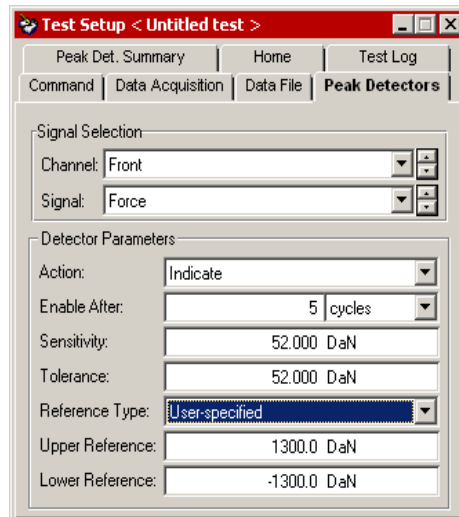 Test Setup < Untitled test >
Peak Det. Summary Home Test Log
Command Data Acquisition Data File Peak Detectors
Signal Selection
Channel: Front
Signal: Force
Detector Parameters
Action: Indicate
Enable After: 5 cycles
Sensitivity: 52.000 DaN
Tolerance: 52.000 DaN
Reference Type: User-specified
Upper Reference: 1300.0 DaN
Lower Reference: -1300.0 DaN